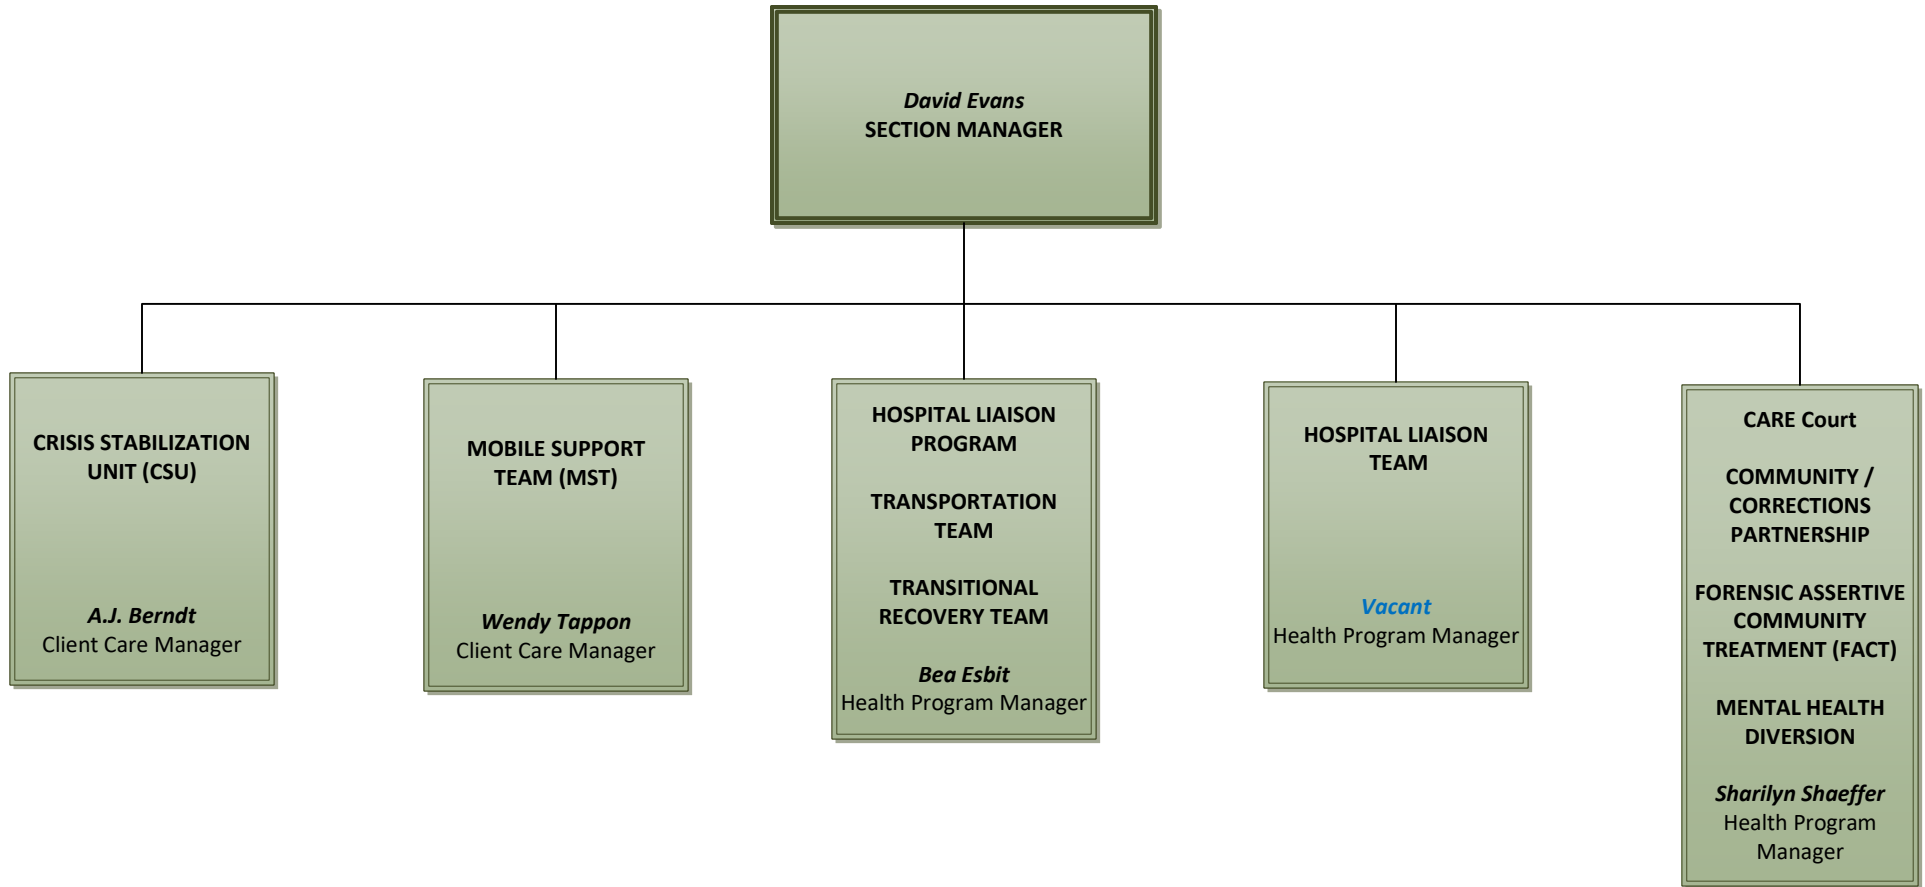 David Evans
SECTION MANAGER
CRISIS STABILIZATION
UNIT (CSU)
A.J. Berndt
Client Care Manager
MOBILE SUPPORT
TEAM (MST)
Wendy Tappon
Client Care Manager
HOSPITAL LIAISON
PROGRAM
TRANSPORTATION
TEAM
TRANSITIONAL
RECOVERY TEAM
Bea Esbit
Health Program Manager
HOSPITAL LIAISON
TEAM
Vacant
Health Program Manager
CARE Court
COMMUNITY /
CORRECTIONS
PARTNERSHIP
FORENSIC ASSERTIVE
COMMUNITY
TREATMENT (FACT)
MENTAL HEALTH
DIVERSION
Sharilyn Shaeffer
Health Program
Manager